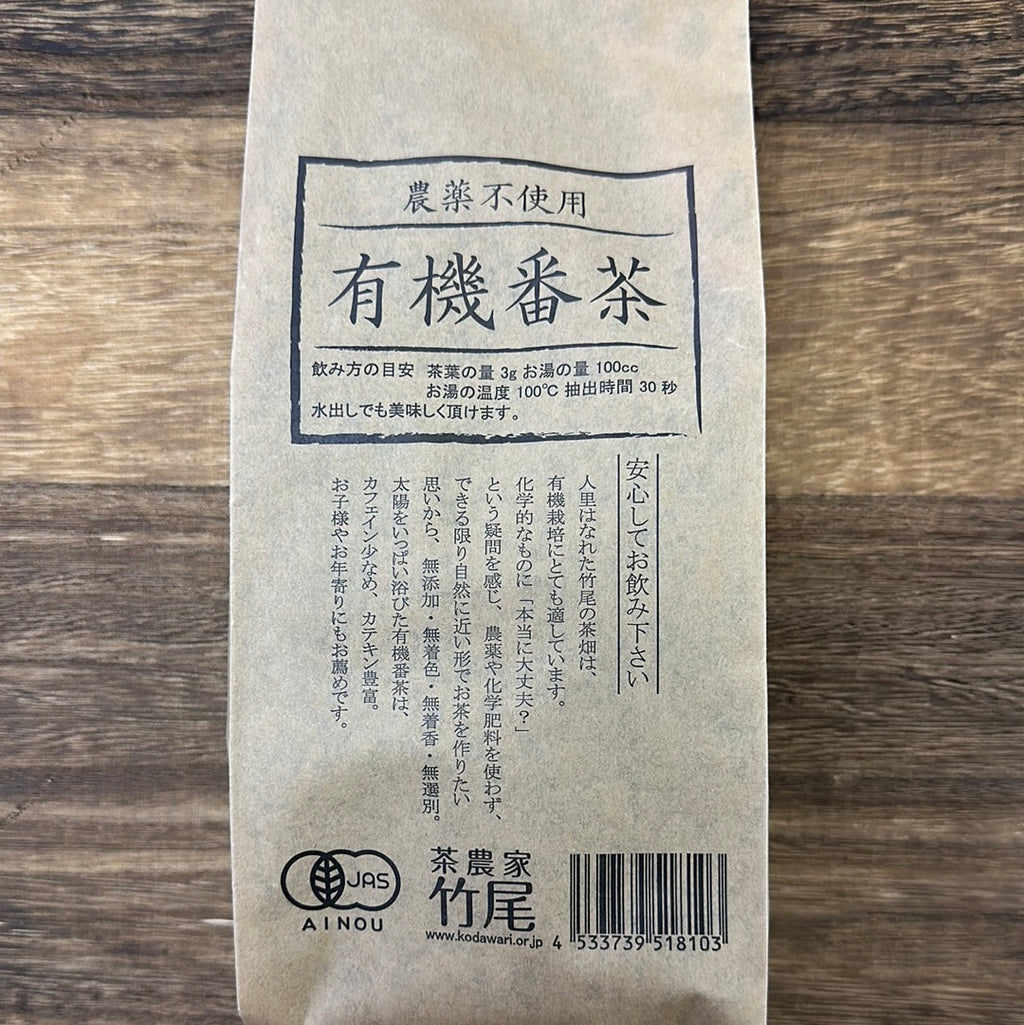 農薬不使用
有機番茶
飲み方の目安 茶葉の量 3g お湯の量 100cc
お湯の温度 100℃ 抽出時間 30 秒
水出しでも美味しく頂けます。
安心してお飲み下さい
人里はなれた竹尾の茶畑は、
有機栽培にとても適しています。
化学的なものに「本当に大丈夫?」
という疑問を感じ、農薬や化学肥料を使わず、
できる限り自然に近い形でお茶を作りたい
思いから、無添加・無着色・無着香・無選別。
太陽をいっぱい浴びた有機番茶は、
カフェイン少なめ、カテキン豊富。
お子様やお年寄りにもお薦めです。
JAS
AINOU
茶農家
竹尾
www.kodawari.or.jp
4 533739 518103